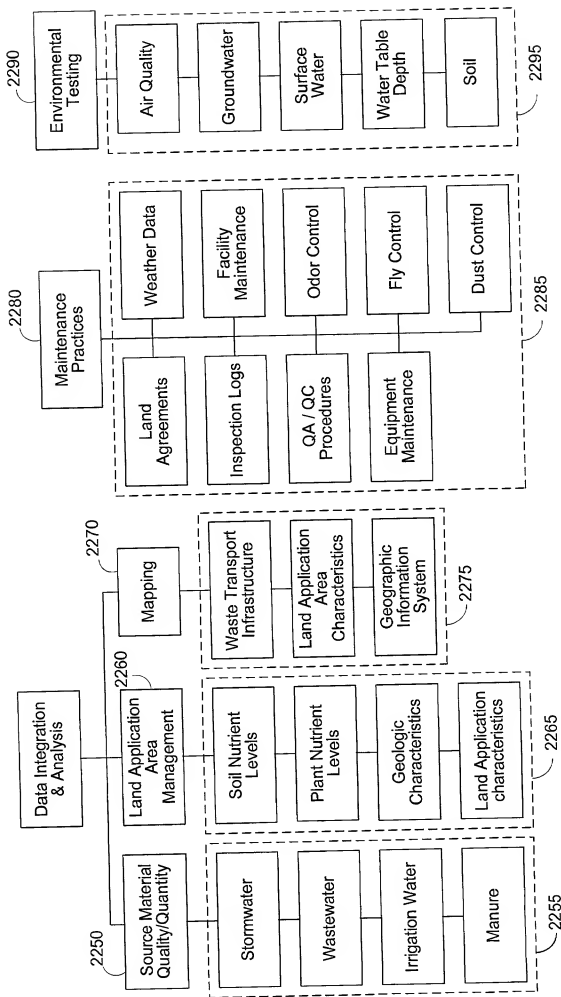 Data Integration
& Analysis
2250
Source Material
Quality/Quantity
Stormwater
Wastewater
Irrigation Water
Manure
2255
2260
Land Application
Area
Management
Soil Nutrient
Levels
Plant Nutrient
Levels
Geologic
Characteristics
Land Application
characteristics
2265
2270
Mapping
Waste Transport
Infrastructure
Land Application
Area
Characteristics
Geographic
Information
System
2275
2280
Maintenance
Practices
Land
Agreements
Weather Data
Inspection Logs
Facility
Maintenance
QA / QC
Procedures
Odor Control
Equipment
Maintenance
Fly Control
Dust Control
2285
2290
Environmental
Testing
Air Quality
Groundwater
Surface
Water
Water Table
Depth
Soil
2295